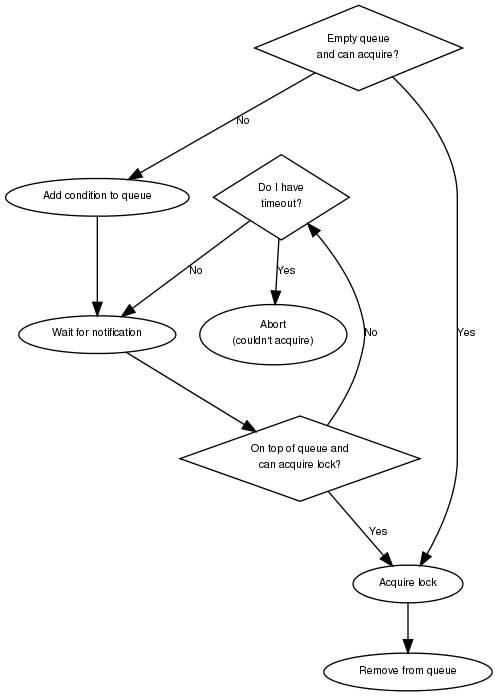 Empty queue
and can acquire?
No
Do I have
timeout?
Add condition to queue
No
Yes
Abort
(couldn't acquire)
Wait for notification
No
Yes
On top of queue and
can acquire lock?
Yes
Acquire lock
Remove from queue